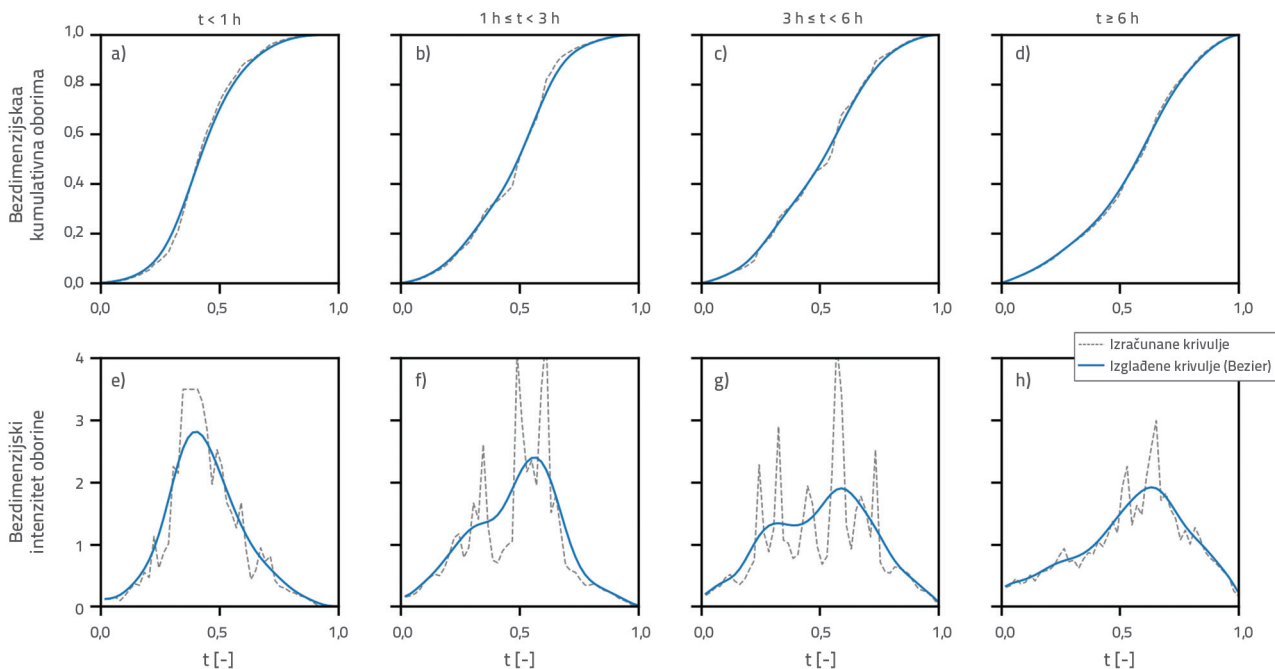 t < 1 h
1 h ≤ t < 3 h
3 h ≤ t < 6 h
t ≥ 6 h
Bezdimenzijskaa
kumulativna oborima
1,0
0,8
0,6
0,4
0,2
0,0
a)
b)
c)
d)
0,0 0,5 1,0
0,0 0,5 1,0
0,0 0,5 1,0
0,0 0,5 1,0
Izračunane krivulje
Izglađene krivulje (Bezier)
Bezdimenzijski
intenzitet oborine
4
3
2
1
0
e)
f)
g)
h)
0,0 0,5 1,0
0,0 0,5 1,0
0,0 0,5 1,0
0,0 0,5 1,0
t [-]
t [-]
t [-]
t [-]